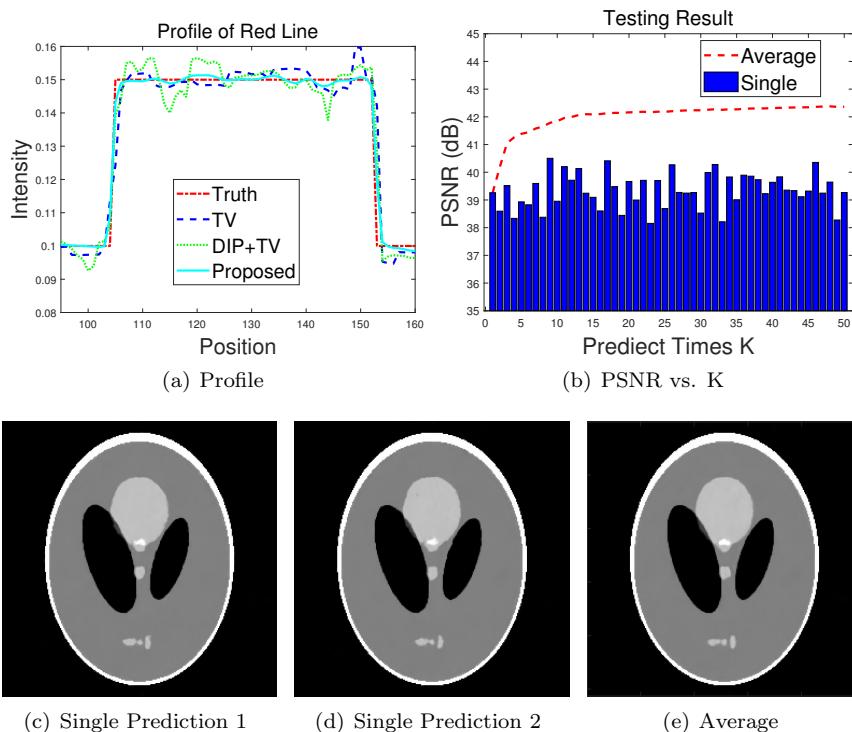 Profile of Red Line
0.16
0.15
0.14
0.13
0.12
0.11
0.1
0.09
0.08
Intensity
Truth
TV
DIP+TV
Proposed
100 110 120 130 140 150 160
Position
(a) Profile
Testing Result
45
44
43
42
41
40
39
38
37
36
35
PSNR (dB)
Average
Single
0 5 10 15 20 25 30 35 40 45 50
Prediect Times K
(b) PSNR vs. K
(c) Single Prediction 1
(d) Single Prediction 2
(e) Average